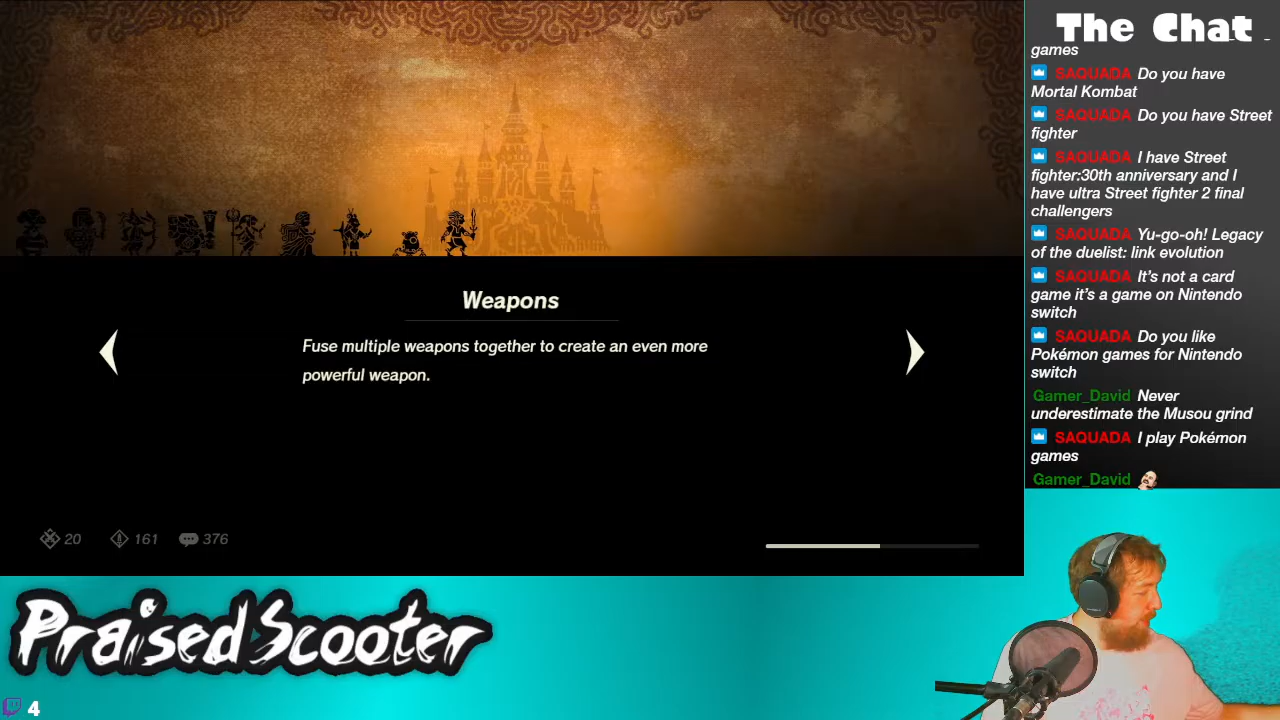 Weapons
Fuse multiple weapons together to create an even more
powerful weapon.
20 161 376
The Chat
games
SAQUADA Do you have
Mortal Kombat
SAQUADA Do you have Street
fighter
SAQUADA I have Street
fighter:30th anniversary and I
have ultra Street fighter 2 final
challengers
SAQUADA Yu-go-oh! Legacy
of the duelist: link evolution
SAQUADA It’s not a card
game it’s a game on Nintendo
switch
SAQUADA Do you like
Pokémon games for Nintendo
switch
Gamer_David Never
underestimate the Musou grind
SAQUADA I play Pokémon
games
Gamer_David
PraisedScooter
4